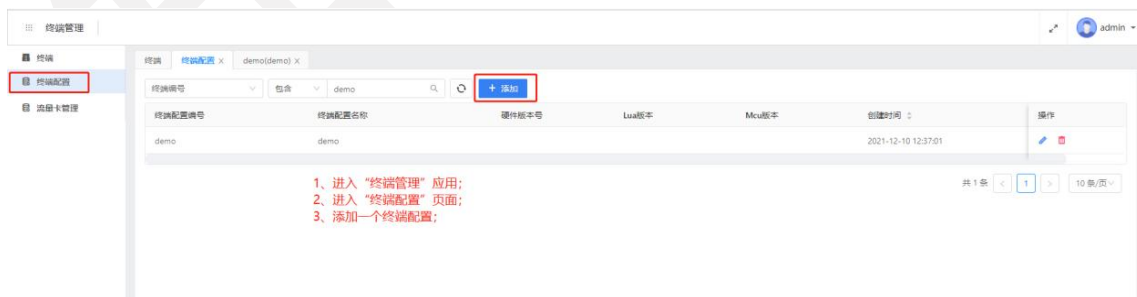 终端管理
admin
终端
终端配置
流量卡管理
终端 终端配置 x demo(demo) x
终端编号 包含 demo + 添加
终端配置编号 终端配置名称 硬件版本号 Lua版本 Mcu版本 创建时间 操作
demo demo 2021-12-10 12:37:01
共 1 条 < 1 > 10 条/页
1、进入“终端管理”应用；
2、进入“终端配置”页面；
3、添加一个终端配置；